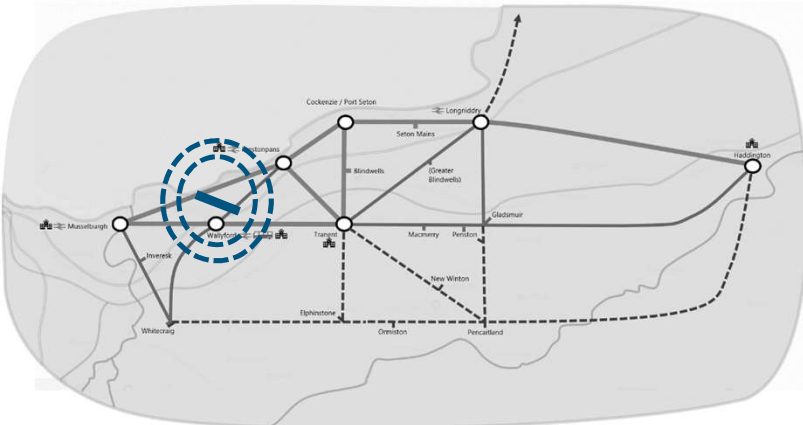 Cockenzie / Port Seton
Longniddry
Seton Mains
Haddington
Blindwells
(Greater
Blindwells)
Gladsmuir
Musselburgh
Wallyford
Tranent
Macmerry
Penston
Inveresk
New Winton
Elphinstone
Whitecraig
Ormiston
Pencaitland